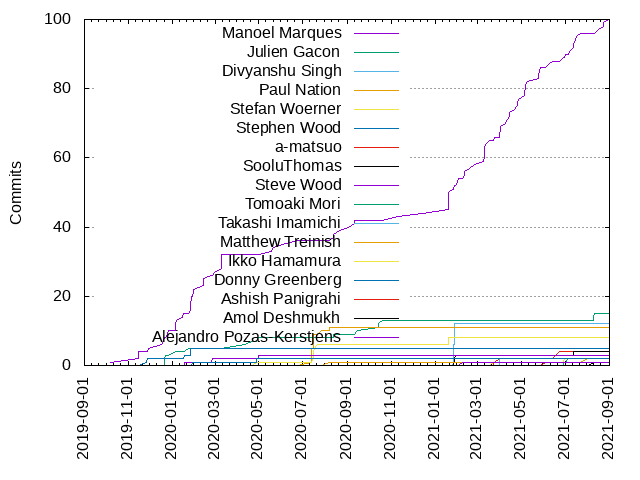 100
80
60
40
20
0
Commits
Manoel Marques
Julien Gacon
Divyanshu Singh
Paul Nation
Stefan Woerner
Stephen Wood
a-matsuo
SooluThomas
Steve Wood
Tomoaki Mori
Takashi Imamichi
Matthew Treinish
Ikko Hamamura
Donny Greenberg
Ashish Panigrahi
Amol Deshmukh
Alejandro Pozas-Kerstjens
2019-09-01
2019-11-01
2020-01-01
2020-03-01
2020-05-01
2020-07-01
2020-09-01
2020-11-01
2021-01-01
2021-03-01
2021-05-01
2021-07-01
2021-09-01